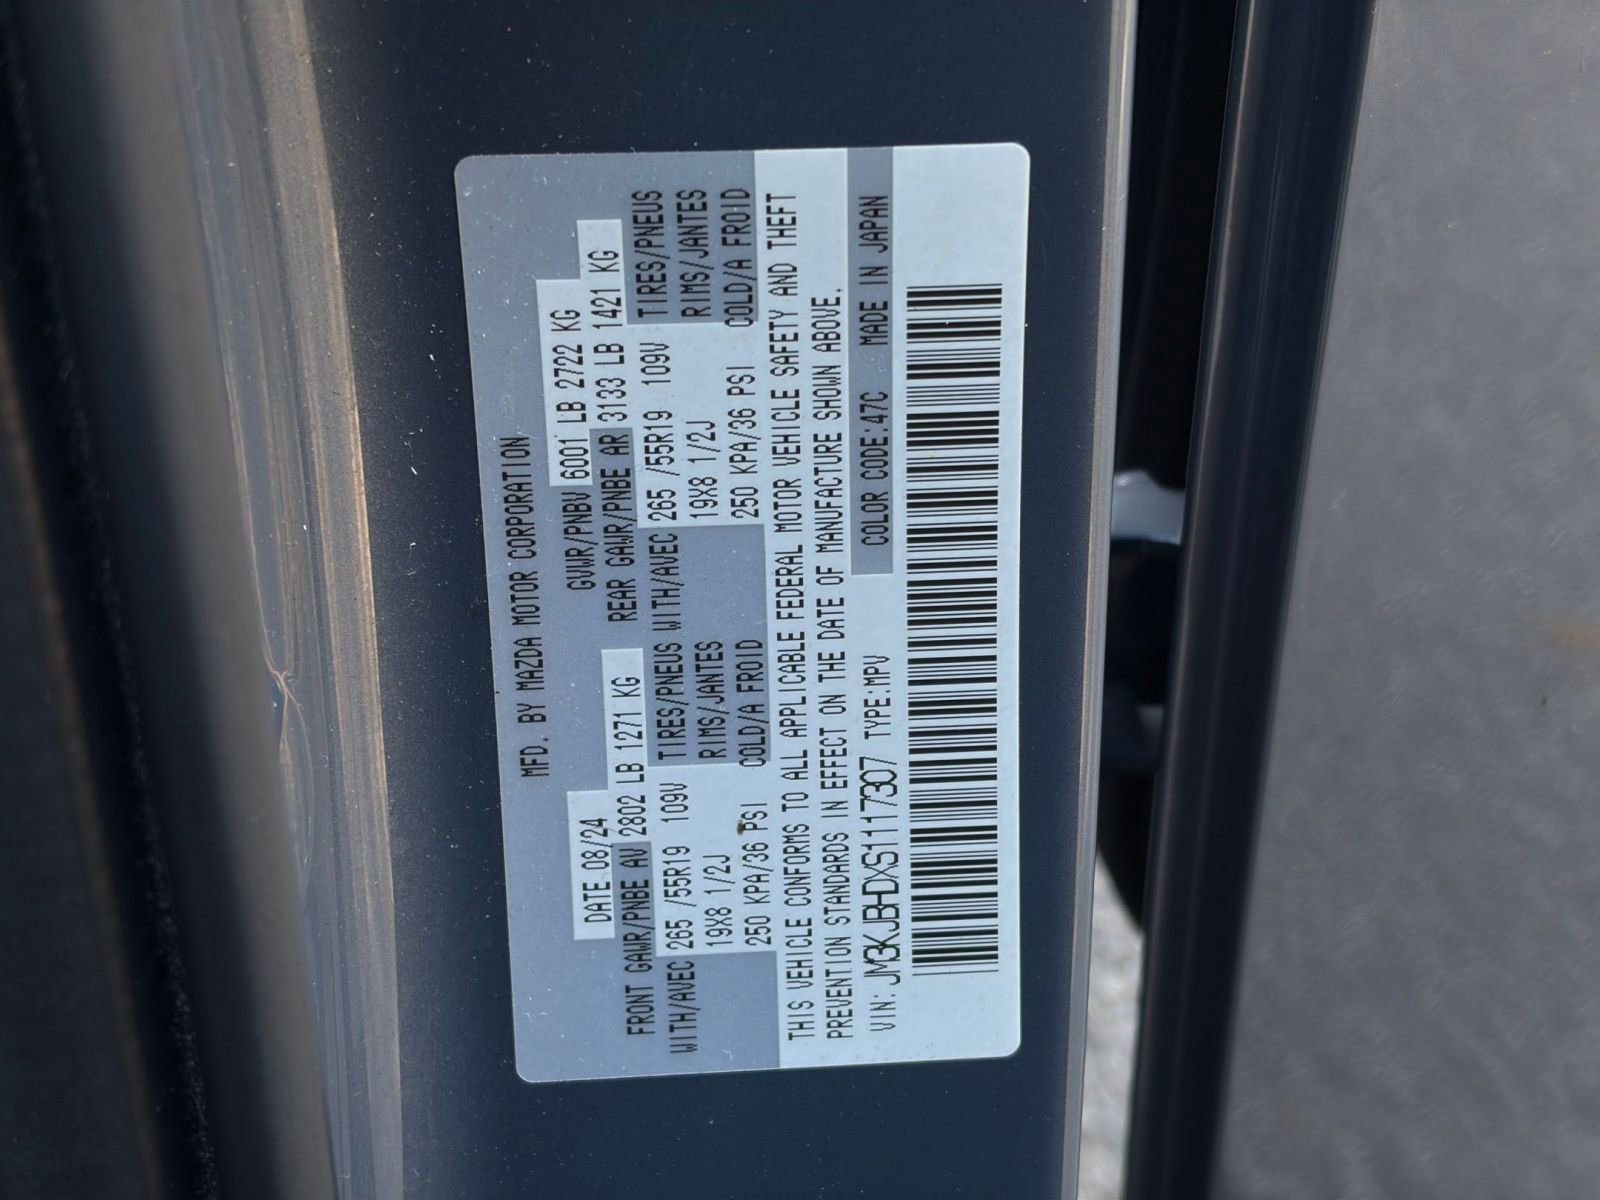 MFD. BY MAZDA MOTOR CORPORATION
DATE 08/24 GVWR/PNBV 6001 LB 2722 KG
FRONT GAWR/PNBE AV 2802 LB 1271 KG REAR GAWR/PNBE AR 3133 LB 1421 KG
WITH/AVEC 265 /55R19 109V TIRES/PNEUS WITH/AVEC 265 /55R19 109V TIRES/PNEUS
19X8 1/2J RIMS/JANTES 19X8 1/2J RIMS/JANTES
250 KPA/36 PSI COLD/A FROID 250 KPA/36 PSI COLD/A FROID
THIS VEHICLE CONFORMS TO ALL APPLICABLE FEDERAL MOTOR VEHICLE SAFETY AND THEFT
PREVENTION STANDARDS IN EFFECT ON THE DATE OF MANUFACTURE SHOWN ABOVE.
VIN: JM3KJBHDXS1117307 TYPE:MPV COLOR CODE:47C MADE IN JAPAN